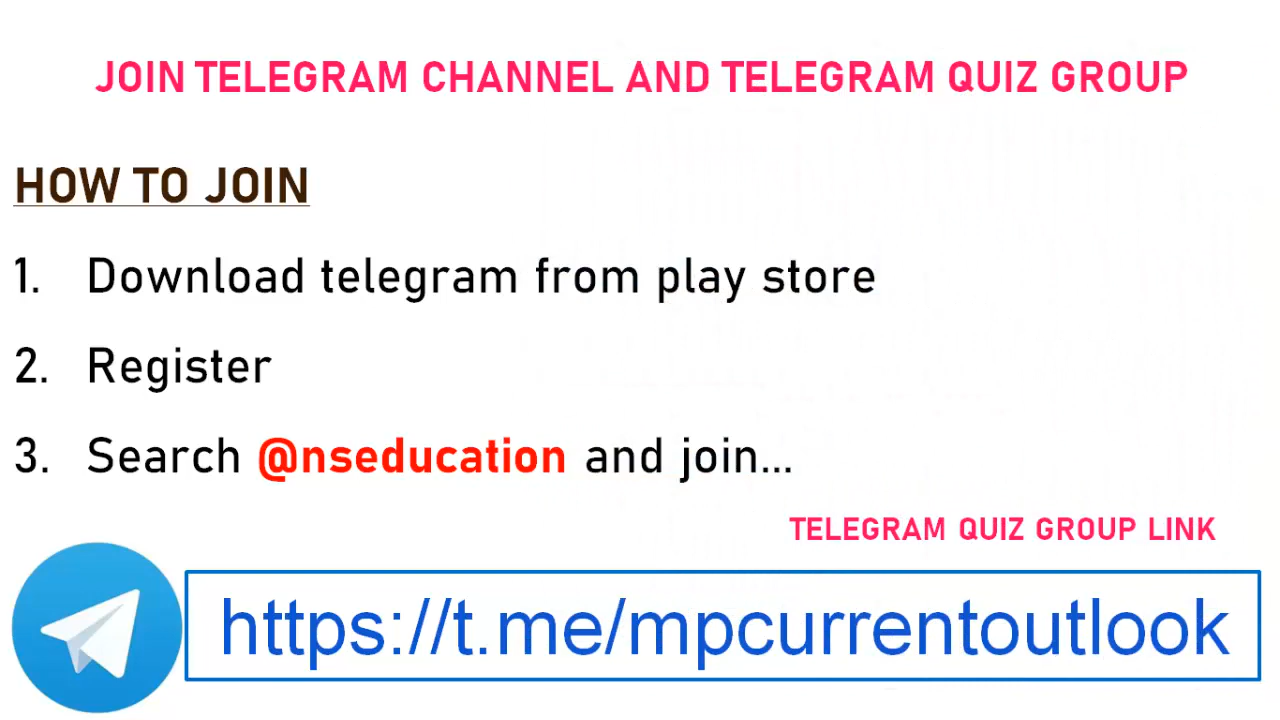 JOIN TELEGRAM CHANNEL AND TELEGRAM QUIZ GROUP
HOW TO JOIN
1. Download telegram from play store
2. Register
3. Search @nseducation and join...
TELEGRAM QUIZ GROUP LINK
https://t.me/mpcurrentoutlook